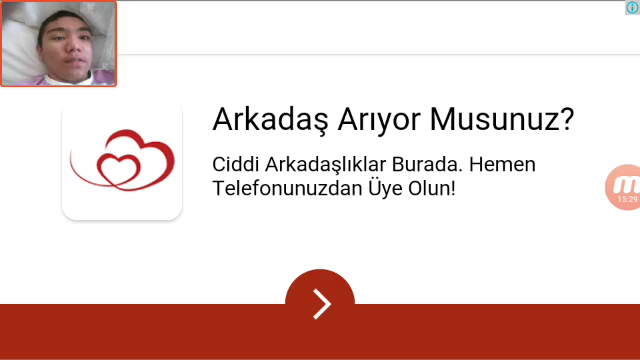 Arkadaş Arıyor Musunuz?
Ciddi Arkadaşlıklar Burada. Hemen
Telefonunuzdan Üye Olun!
15:29